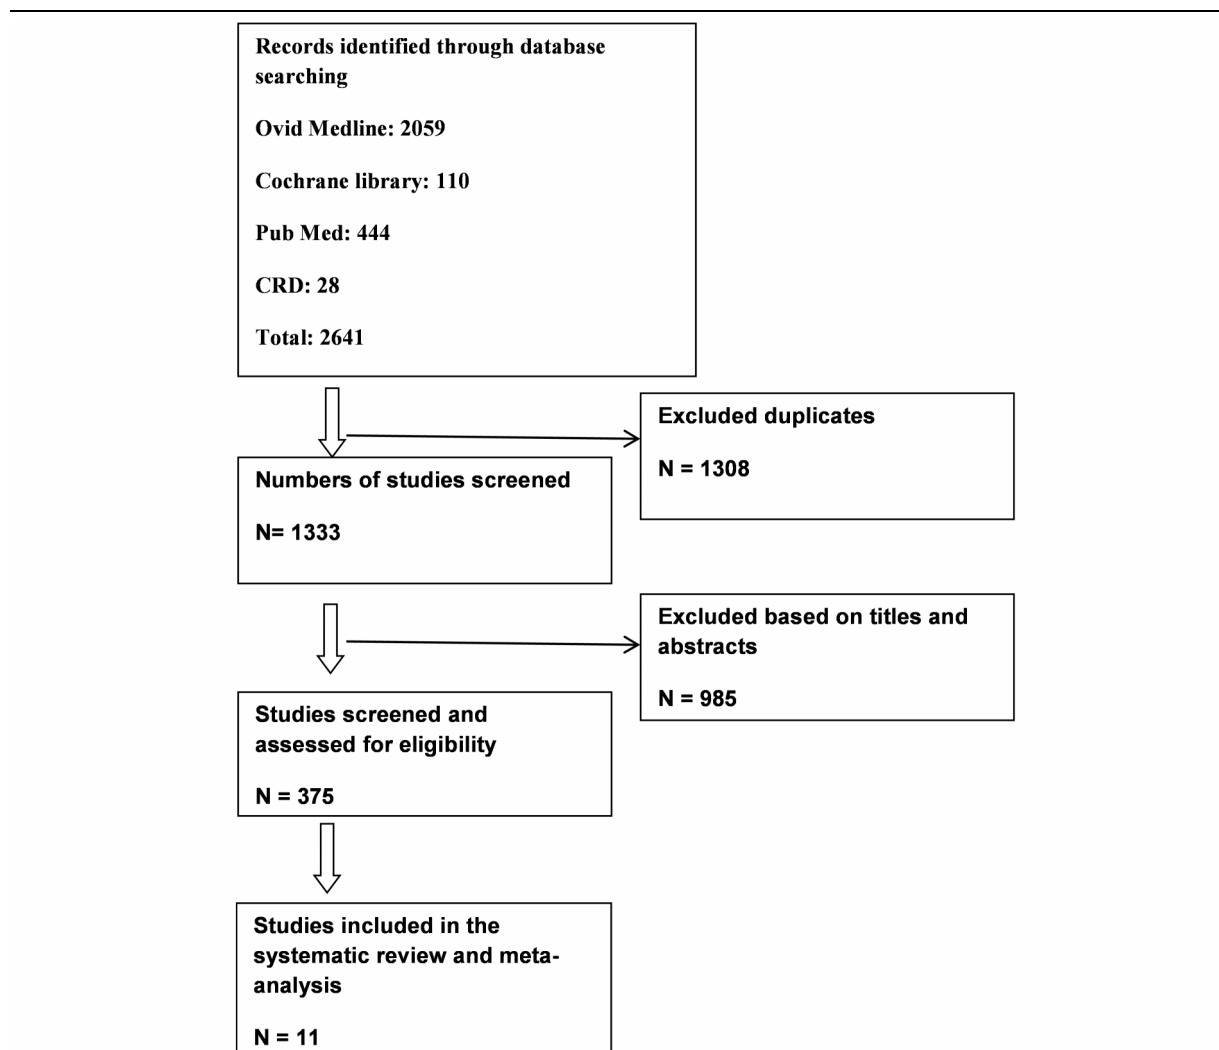 Records identified through database
searching
Ovid Medline: 2059
Cochrane library: 110
Pub Med: 444
CRD: 28
Total: 2641
Excluded duplicates
N = 1308
Numbers of studies screened
N= 1333
Excluded based on titles and
abstracts
N = 985
Studies screened and
assessed for eligibility
N = 375
Studies included in the
systematic review and meta-
analysis
N = 11